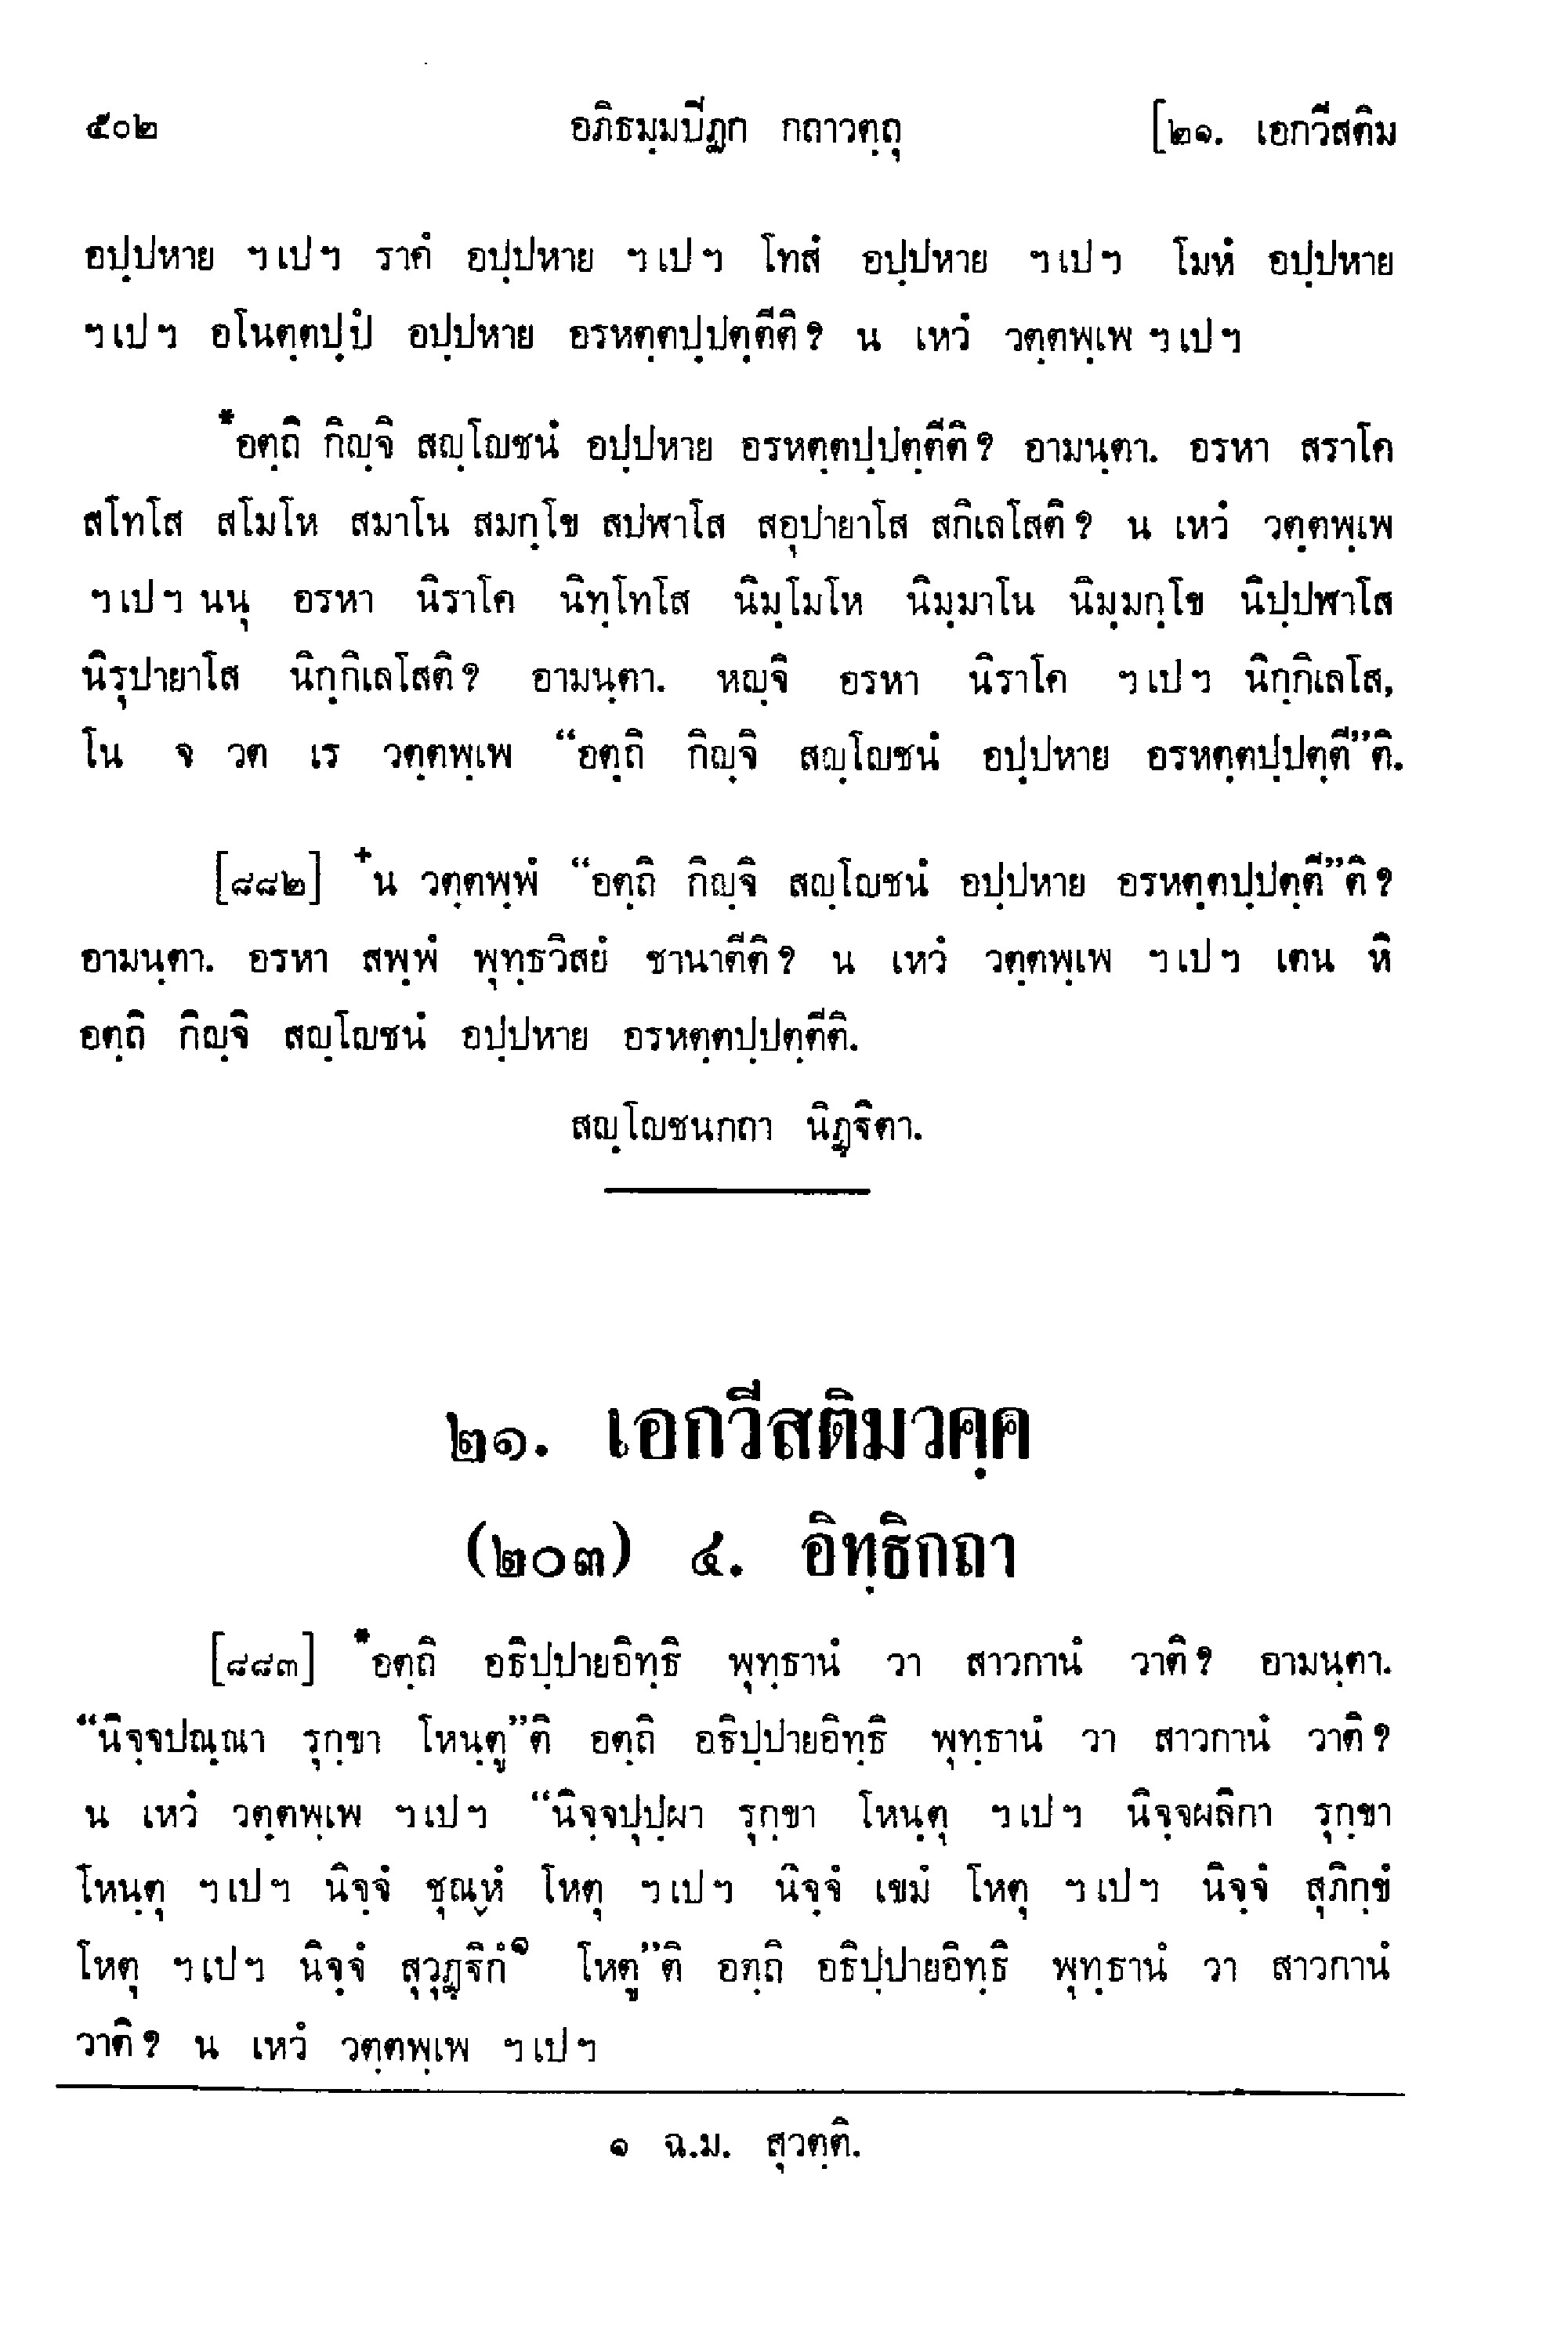 ๕๐๒ อภิธมฺมปีฏก กถาวตฺถุ [๒๑. เอกวีสติม
อปฺปหาย ฯเปฯ ราคํ อปฺปหาย ฯเปฯ โทสํ อปฺปหาย ฯเปฯ โมหํ อปฺปหาย
ฯเปฯ อโนตฺตปฺปํ อปฺปหาย อรหตฺตปฺปตฺตีติ? น เหวํ วตฺตพฺเพ ฯเปฯ
*อตฺถิ กิญฺจิ สญฺโญชนํ อปฺปหาย อรหตฺตปฺปตฺตีติ? อามนฺตา. อรหา สราโค
สโทโส สโมโห สมาโน สมกฺโข สปฬาโส สอุปายาโส สกิเลโสติ? น เหวํ วตฺตพฺเพ
ฯเปฯ นนุ อรหา นิราโค นิทฺโทโส นิมฺโมโห นิมฺมาโน นิมฺมกฺโข นิปฺปฬาโส
นิรุปายาโส นิกฺกิเลโสติ? อามนฺตา. หญฺจิ อรหา นิราโค ฯเปฯ นิกฺกิเลโส,
โน จ วต เร วตฺตพฺเพ “อตฺถิ กิญฺจิ สญฺโญชนํ อปฺปหาย อรหตฺตปฺปตฺตี”ติ.
[๘๘๒] +น วตฺตพฺพํ “อตฺถิ กิญฺจิ สญฺโญชนํ อปฺปหาย อรหตฺตปฺปตฺตี”ติ?
อามนฺตา. อรหา สพฺพํ พุทฺธวิสยํ ชานาตีติ? น เหวํ วตฺตพฺเพ ฯเปฯ เตน หิ
อตฺถิ กิญฺจิ สญฺโญชนํ อปฺปหาย อรหตฺตปฺปตฺตีติ.
สญฺโญชนกถา นิฏฺฐิตา.
๒๑. เอกวีสติมวคฺค
(๒๐๓) ๔. อิทฺธิกถา
[๘๘๓] *อตฺถิ อธิปฺปายอิทฺธิ พุทฺธานํ วา สาวกานํ วาติ? อามนฺตา.
“นิจฺจปณฺณา รุกฺขา โหนฺตู”ติ อตฺถิ อธิปฺปายอิทฺธิ พุทฺธานํ วา สาวกานํ วาติ?
น เหวํ วตฺตพฺเพ ฯเปฯ “นิจฺจปุปฺผา รุกฺขา โหนฺตุ ฯเปฯ นิจฺจผลิกา รุกฺขา
โหนฺตุ ฯเปฯ นิจฺจํ ชุณฺหํ โหตุ ฯเปฯ นิจฺจํ เขมํ โหตุ ฯเปฯ นิจฺจํ สุภิกฺขํ
โหตุ ฯเปฯ นิจฺจํ สุวุฏฺฐิกํ๑ โหตู”ติ อตฺถิ อธิปฺปายอิทฺธิ พุทฺธานํ วา สาวกานํ
วาติ? น เหวํ วตฺตพฺเพ ฯเปฯ
๑ ฉ.ม. สุวตฺติ.